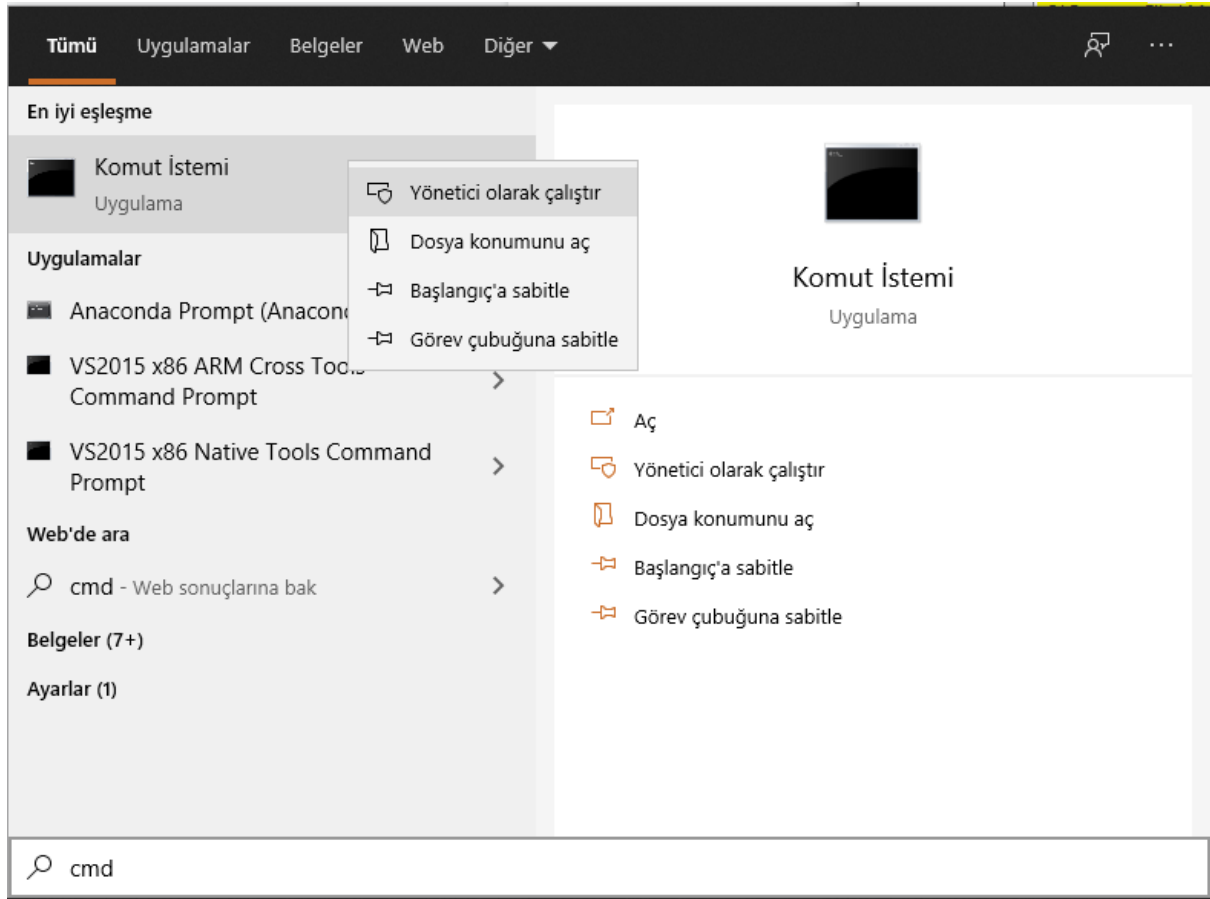 Tümü Uygulamalar Belgeler Web Diğer
En iyi eşleşme
Komut İstemi
Uygulama
Yönetici olarak çalıştır
Dosya konumunu aç
Başlangıç'a sabitle
Görev çubuğuna sabitle
Uygulamalar
Anaconda Prompt
VS2015 x86 ARM Cross
Command Prompt
VS2015 x86 Native Tools Command
Prompt
Web'de ara
cmd - Web sonuçlarına bak
Belgeler (7+)
Ayarlar (1)
Komut İstemi
Uygulama
Aç
Yönetici olarak çalıştır
Dosya konumunu aç
Başlangıç'a sabitle
Görev çubuğuna sabitle
cmd